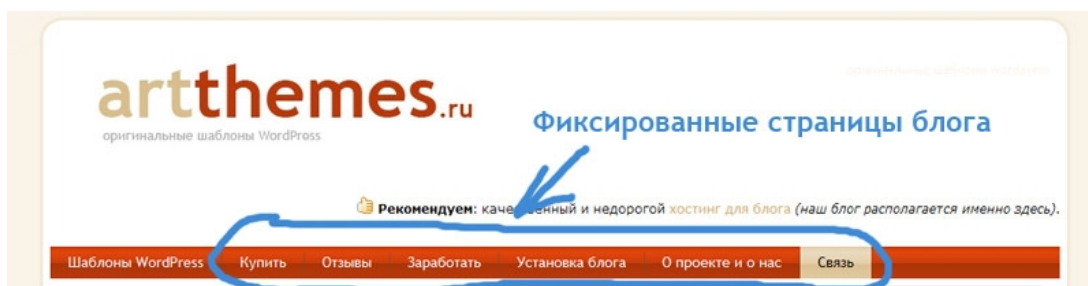 artthemes.ru
оригинальные шаблоны WordPress
Фиксированные страницы блога
Рекомендуем: качественный и недорогой хостинг для блога (наш блог располагается именно здесь).
Шаблоны WordPress Купить Отзывы Заработать Установка блога О проекте и о нас Связь